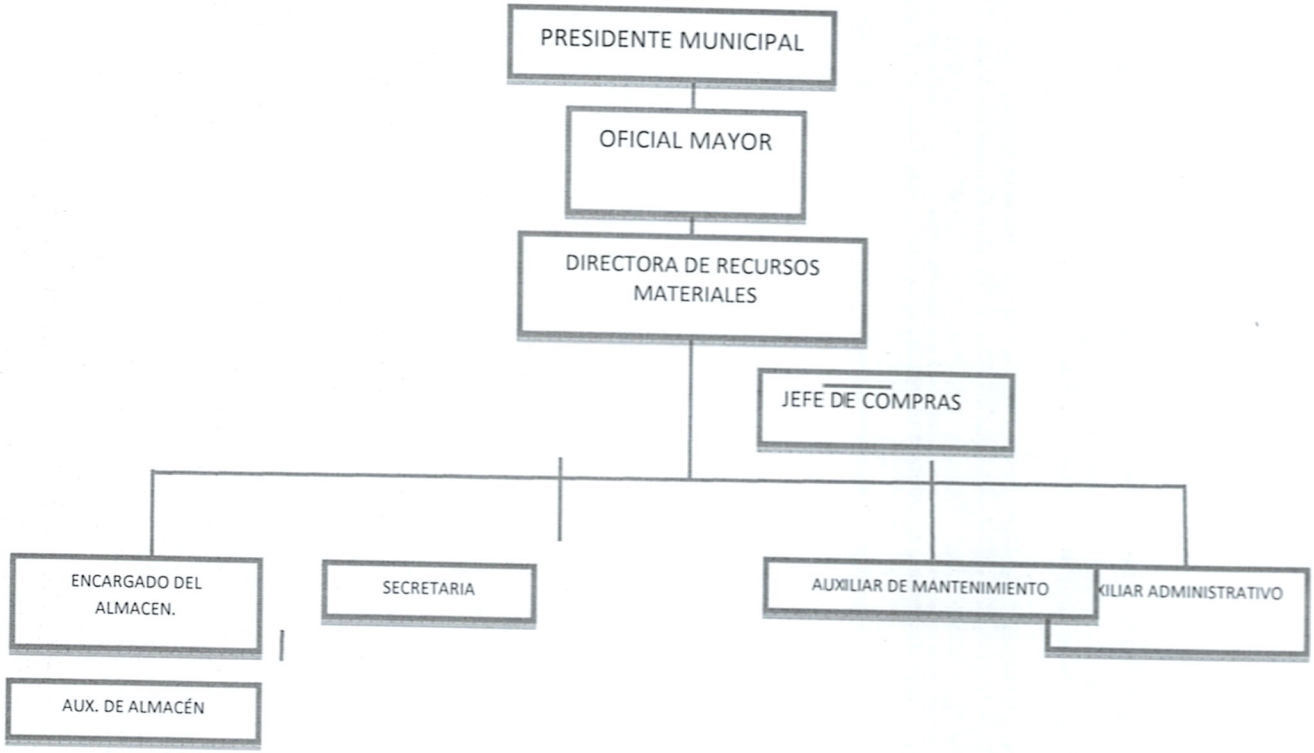 PRESIDENTE MUNICIPAL
OFICIAL MAYOR
DIRECTORA DE RECURSOS
MATERIALES
JEFE DE COMPRAS
ENCARGADO DEL
ALMACEN.
SECRETARIA
AUXILIAR DE MANTENIMIENTO
XILIAR ADMINISTRATIVO
AUX. DE ALMACÉN